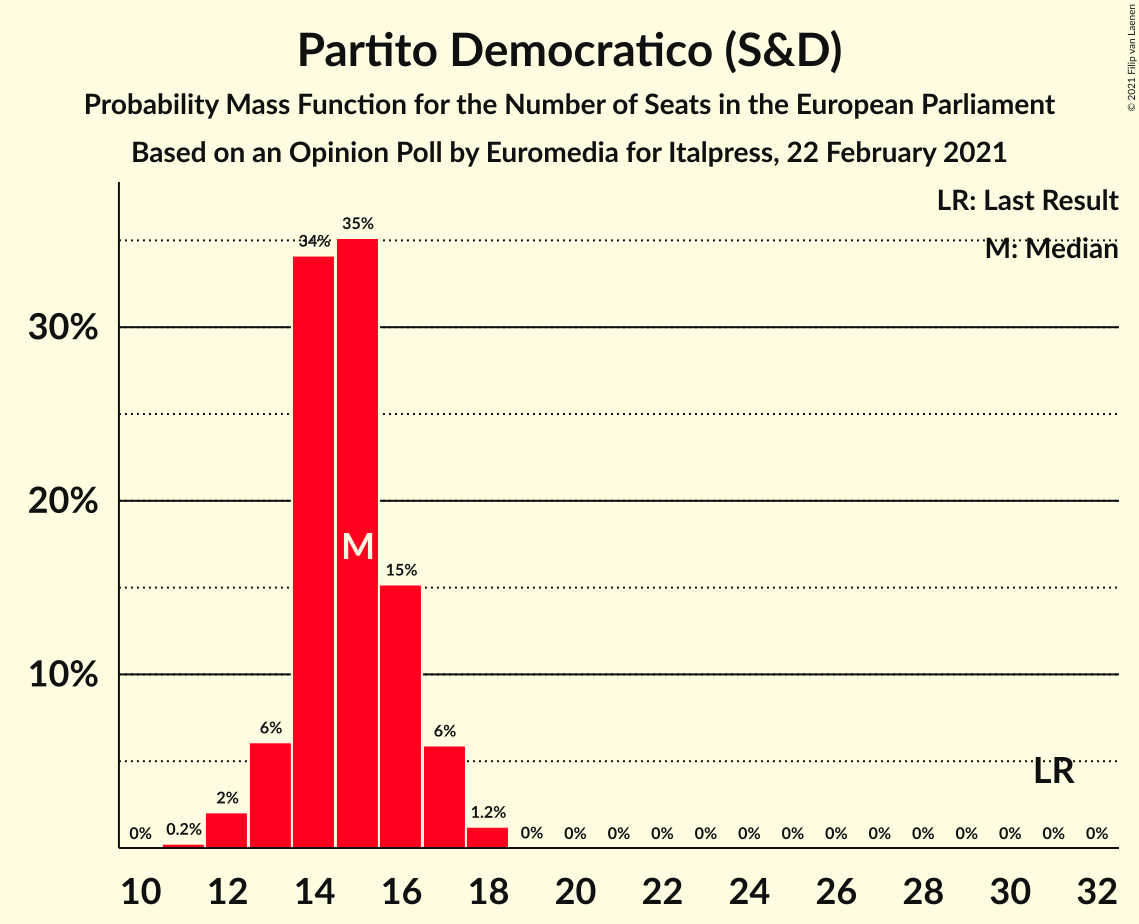 Partito Democratico (S&D)
Probability Mass Function for the Number of Seats in the European Parliament
Based on an Opinion Poll by Euromedia for Italpress, 22 February 2021
© 2021 Filip van Laenen
LR: Last Result
M: Median
30%
20%
10%
0%
0.2%
2%
6%
34%
35%
15%
6%
1.2%
0%
0%
0%
0%
0%
0%
0%
0%
0%
0%
0%
0%
0%
0%
M
LR
10 12 14 16 18 20 22 24 26 28 30 32